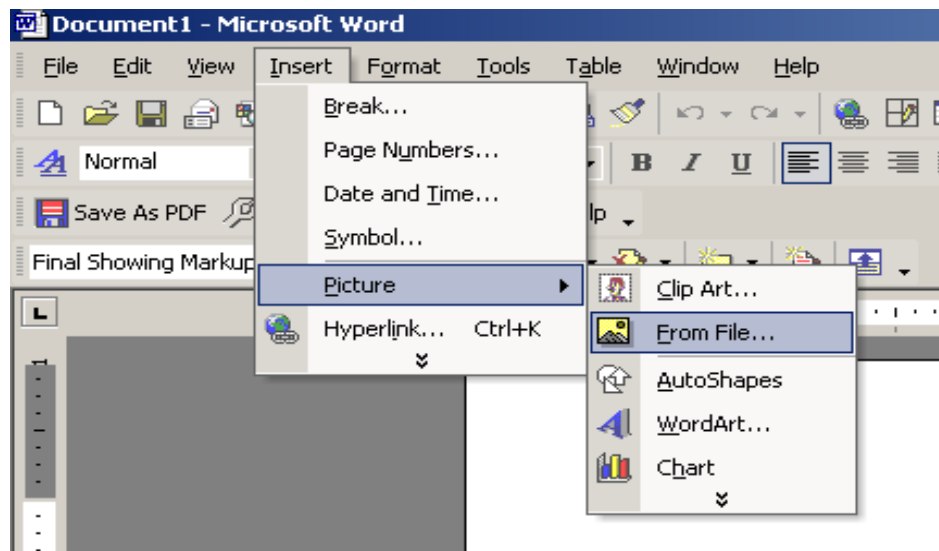 Document1 - Microsoft Word
File Edit View Insert Format Tools Table Window Help
Break...
Page Numbers...
Normal
B I U
Date and Time...
Save As PDF
Symbol...
Final Showing Markup
Picture
Clip Art...
Hyperlink... Ctrl+K
From File...
AutoShapes
WordArt...
Chart